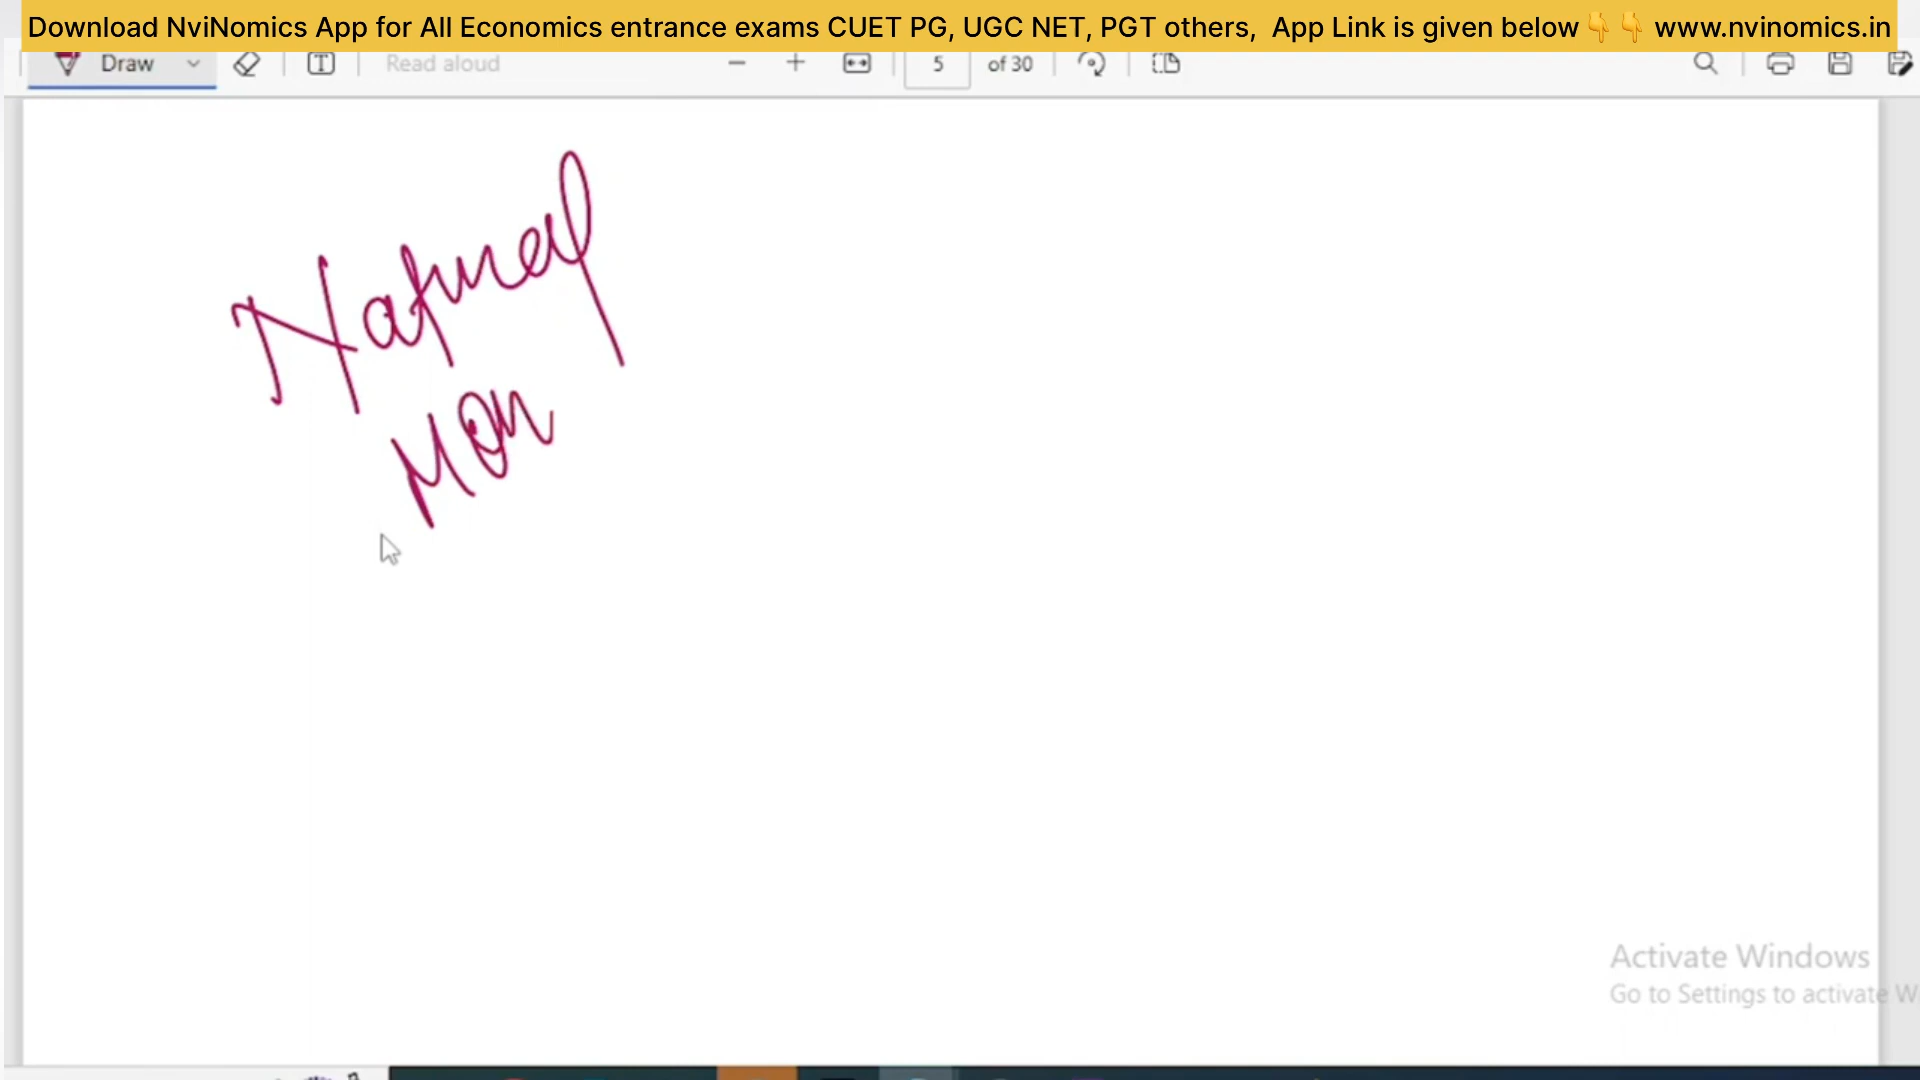 Download NviNomics App for All Economics entrance exams CUET PG, UGC NET, PGT others, App Link is given below👇👇 www.nvinomics.in
Draw Read aloud 5 of 30
Natural
Mon
Activate Windows
Go to Settings to activate W